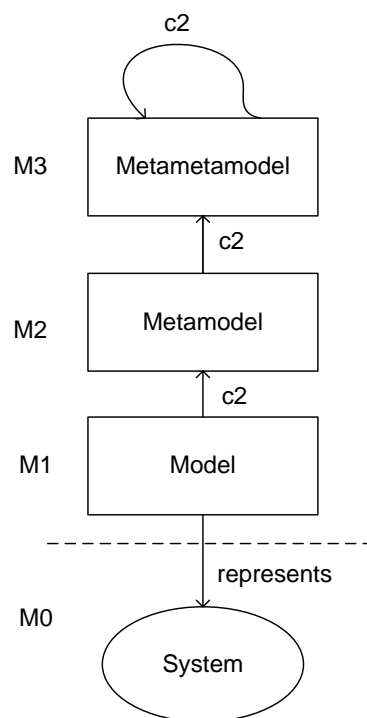 c2
M3
Metametamodel
c2
M2
Metamodel
c2
M1
Model
represents
M0
System